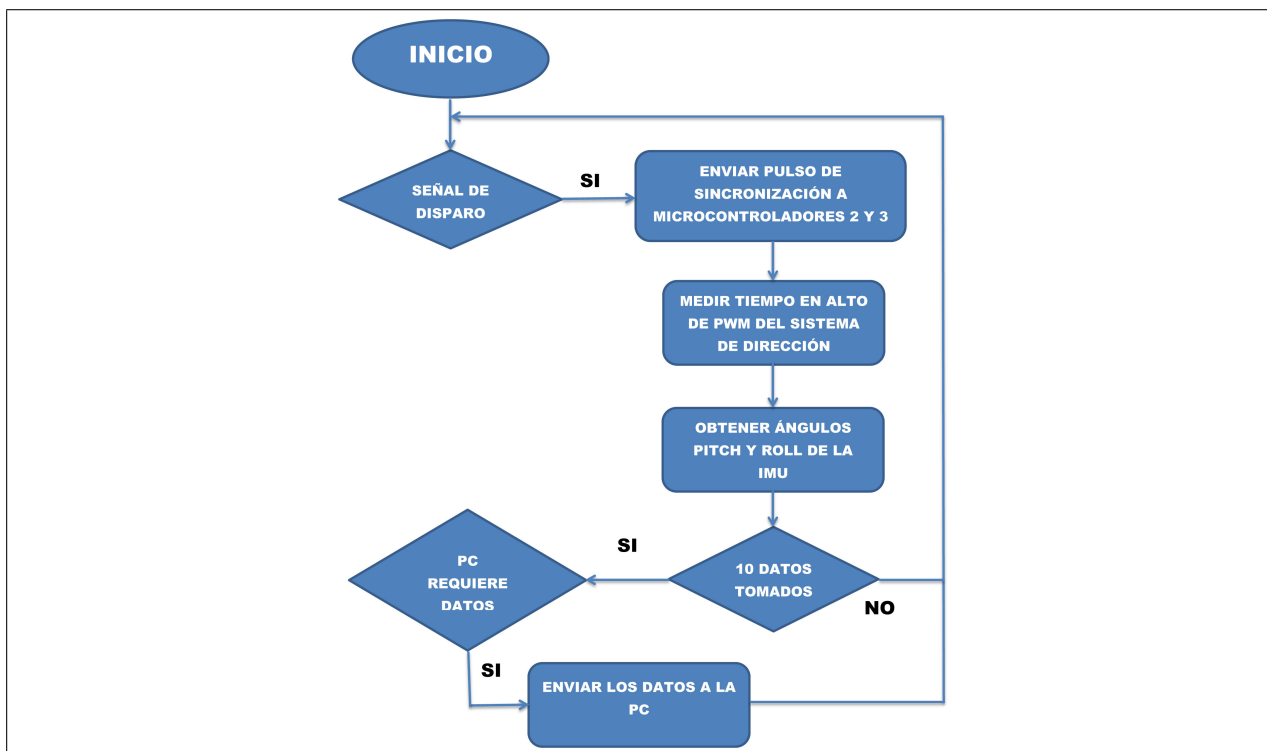 INICIO
SEÑAL DE
DISPARO
SI
ENVIAR PULSO DE
SINCRONIZACIÓN A
MICROCONTROLADORES 2 Y 3
MEDIR TIEMPO EN ALTO
DE PWM DEL SISTEMA
DE DIRECCIÓN
OBTENER ÁNGULOS
PITCH Y ROLL DE LA
IMU
10 DATOS
TOMADOS
NO
SI
PC
REQUIERE
DATOS
SI
ENVIAR LOS DATOS A LA
PC